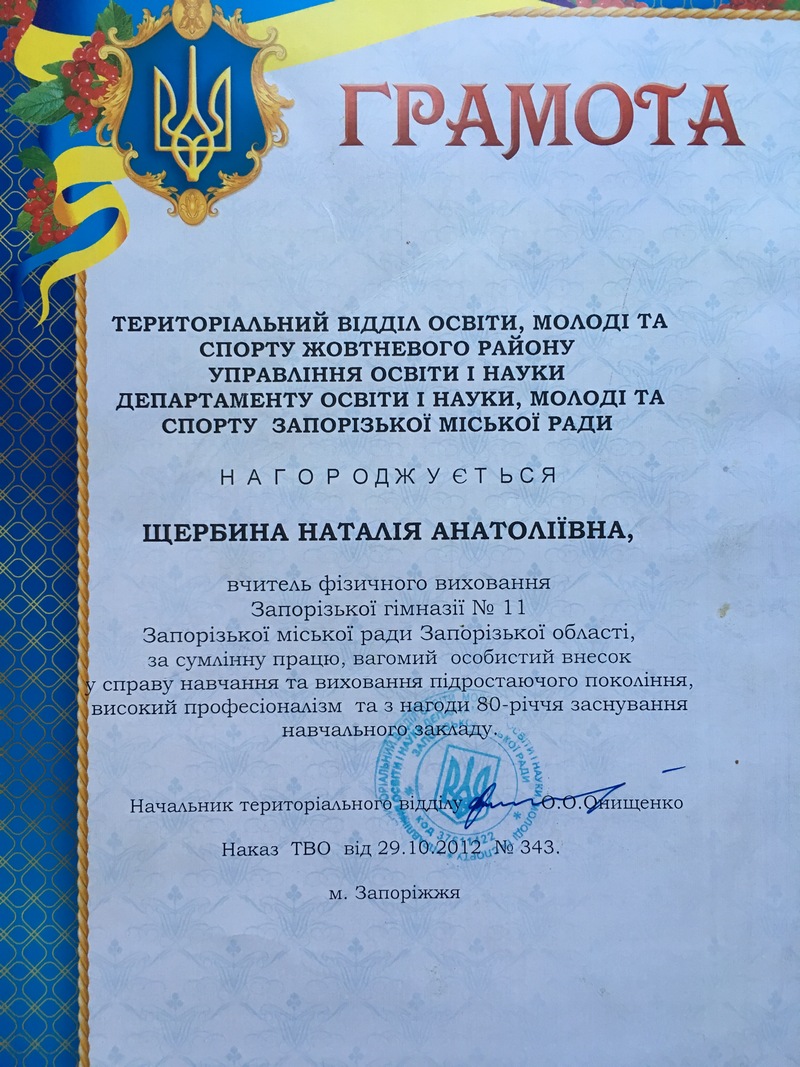 ГРАМОТА
ТЕРИТОРІАЛЬНИЙ ВІДДІЛ ОСВІТИ, МОЛОДІ ТА
СПОРТУ ЖОВТНЕВОГО РАЙОНУ
УПРАВЛІННЯ ОСВІТИ І НАУКИ
ДЕПАРТАМЕНТУ ОСВІТИ І НАУКИ, МОЛОДІ ТА
СПОРТУ ЗАПОРІЗЬКОЇ МІСЬКОЇ РАДИ
НАГОРОДЖУЄТЬСЯ
ЩЕРБИНА НАТАЛІЯ АНАТОЛІЇВНА,
вчитель фізичного виховання
Запорізької гімназії № 11
Запорізької міської ради Запорізької області,
за сумлінну працю, вагомий особистий внесок
у справу навчання та виховання підростаючого покоління,
високий професіоналізм та з нагоди 80-річчя заснування
навчального закладу.
Начальник територіального відділу О.О.Онищенко
Наказ ТВО від 29.10.2012 № 343.
м. Запоріжжя